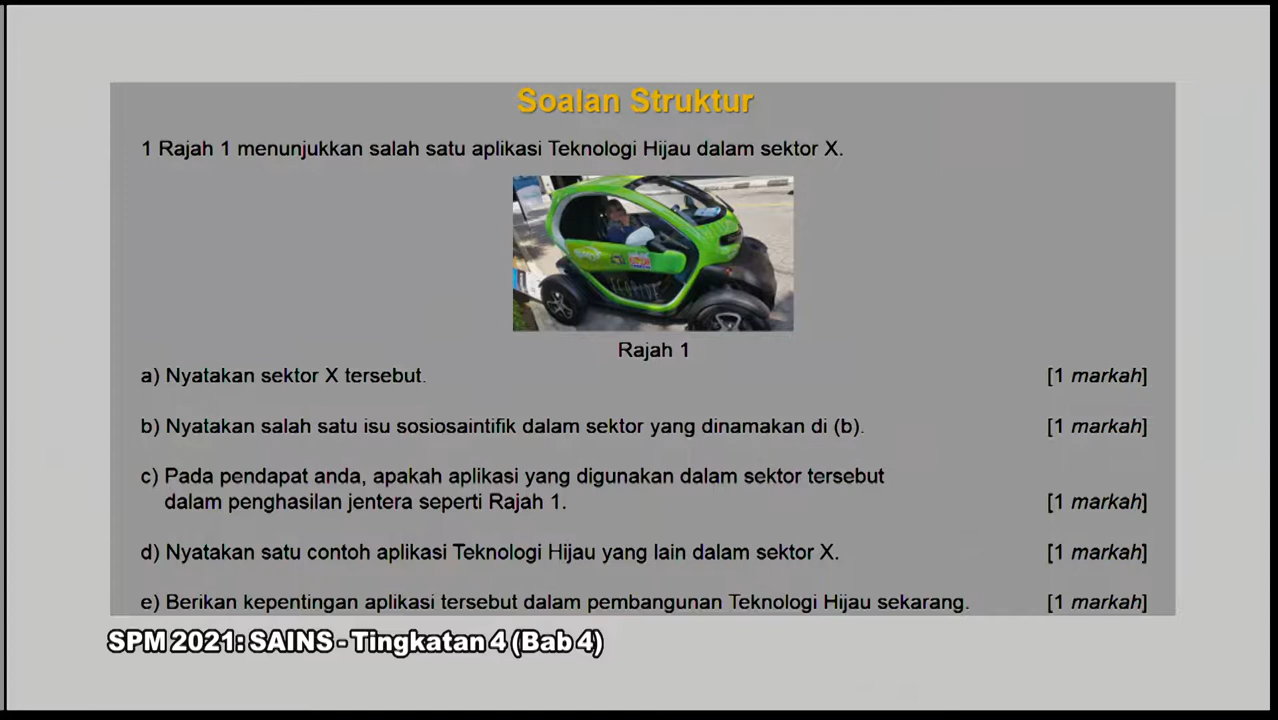 Soalan Struktur
1 Rajah 1 menunjukkan salah satu aplikasi Teknologi Hijau dalam sektor X.
Rajah 1
a) Nyatakan sektor X tersebut. [1 markah]
b) Nyatakan salah satu isu sosiosaintifik dalam sektor yang dinamakan di (b). [1 markah]
c) Pada pendapat anda, apakah aplikasi yang digunakan dalam sektor tersebut
dalam penghasilan jentera seperti Rajah 1. [1 markah]
d) Nyatakan satu contoh aplikasi Teknologi Hijau yang lain dalam sektor X. [1 markah]
e) Berikan kepentingan aplikasi tersebut dalam pembangunan Teknologi Hijau sekarang. [1 markah]
SPM 2021: SAINS - Tingkatan 4 (Bab 4)